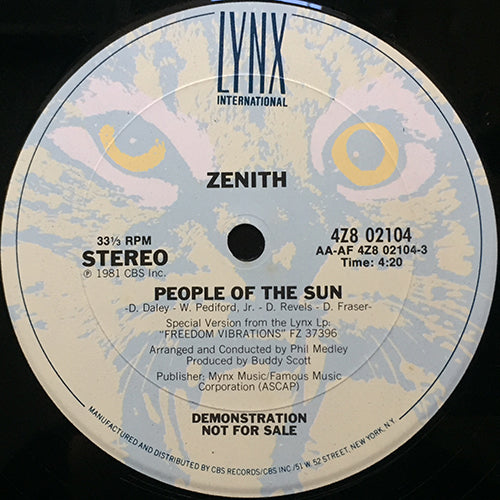 LYNX
INTERNATIONAL
ZENITH
33⅓ RPM
STEREO
℗ 1981 CBS Inc.
4Z8 02104
AA-AF 4Z8 02104-3
Time: 4:20
PEOPLE OF THE SUN
-D. Daley - W. Pediford, Jr. - D. Revels - D. Fraser-
Special Version from the Lynx Lp:
"FREEDOM VIBRATIONS" FZ 37396
Arranged and Conducted by Phil Medley
Produced by Buddy Scott
Publisher: Mynx Music/Famous Music
Corporation (ASCAP)
DEMONSTRATION
NOT FOR SALE
MANUFACTURED AND DISTRIBUTED BY CBS RECORDS/CBS INC./51 W. 52 STREET, NEW YORK, N.Y.